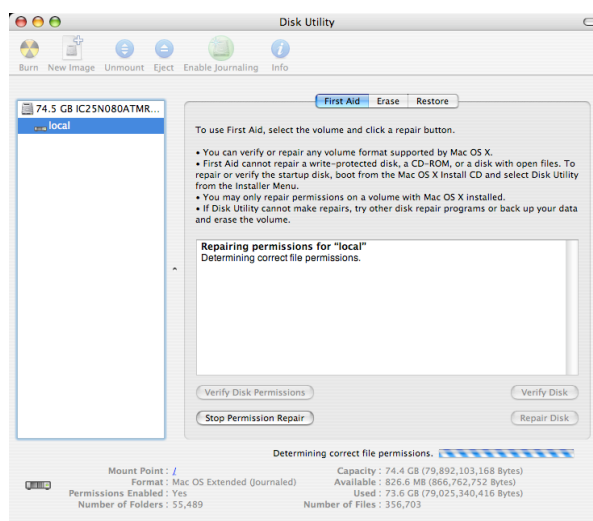 Disk Utility
Burn New Image Unmount Eject Enable Journaling Info
74.5 GB IC25N080ATMR...
local
First Aid Erase Restore
To use First Aid, select the volume and click a repair button.
• You can verify or repair any volume format supported by Mac OS X.
• First Aid cannot repair a write-protected disk, a CD-ROM, or a disk with open files. To
repair or verify the startup disk, boot from the Mac OS X Install CD and select Disk Utility
from the Installer Menu.
• You may only repair permissions on a volume with Mac OS X installed.
• If Disk Utility cannot make repairs, try other disk repair programs or back up your data
and erase the volume.
Repairing permissions for "local"
Determining correct file permissions.
Verify Disk Permissions Verify Disk
Stop Permission Repair Repair Disk
Determining correct file permissions.
Mount Point : / Capacity : 74.4 GB (79,892,103,168 Bytes)
Format : Mac OS Extended (Journaled) Available : 826.6 MB (866,762,752 Bytes)
Permissions Enabled : Yes Used : 73.6 GB (79,025,340,416 Bytes)
Number of Folders : 55,489 Number of Files : 356,703